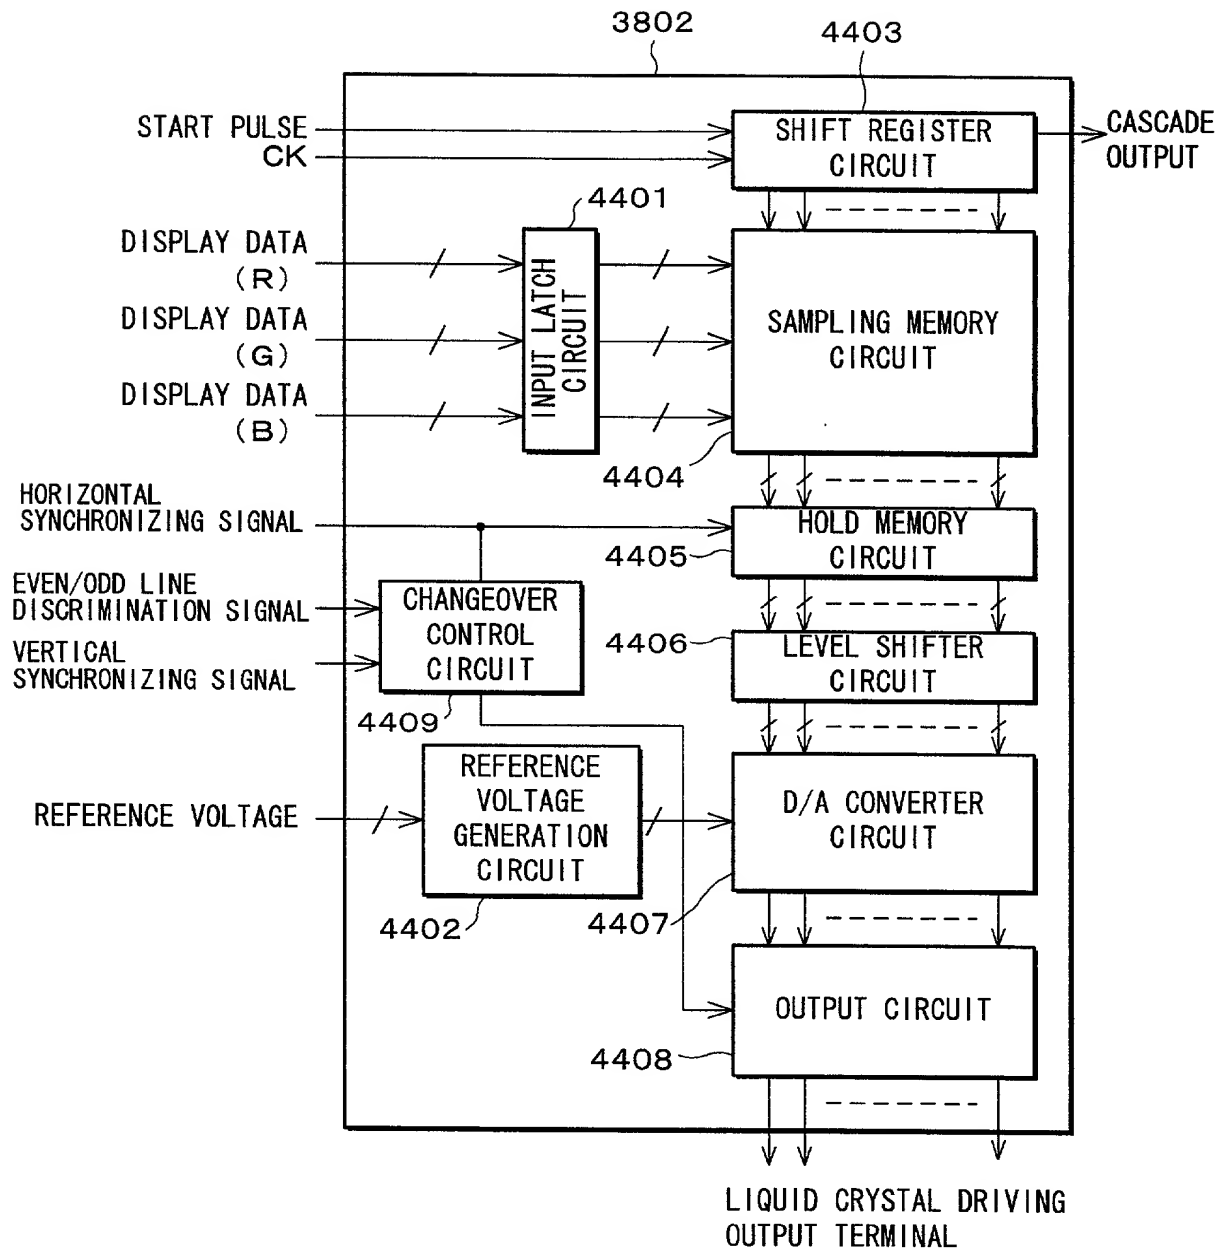 3802
4403
START PULSE
CK
SHIFT REGISTER
CIRCUIT
CASCADE
OUTPUT
4401
DISPLAY DATA
(R)
DISPLAY DATA
(G)
DISPLAY DATA
(B)
INPUT LATCH
CIRCUIT
SAMPLING MEMORY
CIRCUIT
4404
HORIZONTAL
SYNCHRONIZING SIGNAL
HOLD MEMORY
CIRCUIT
4405
EVEN/ODD LINE
DISCRIMINATION SIGNAL
VERTICAL
SYNCHRONIZING SIGNAL
CHANGEOVER
CONTROL
CIRCUIT
4409
4406
LEVEL SHIFTER
CIRCUIT
REFERENCE VOLTAGE
REFERENCE
VOLTAGE
GENERATION
CIRCUIT
4402
D/A CONVERTER
CIRCUIT
4407
OUTPUT CIRCUIT
4408
LIQUID CRYSTAL DRIVING
OUTPUT TERMINAL